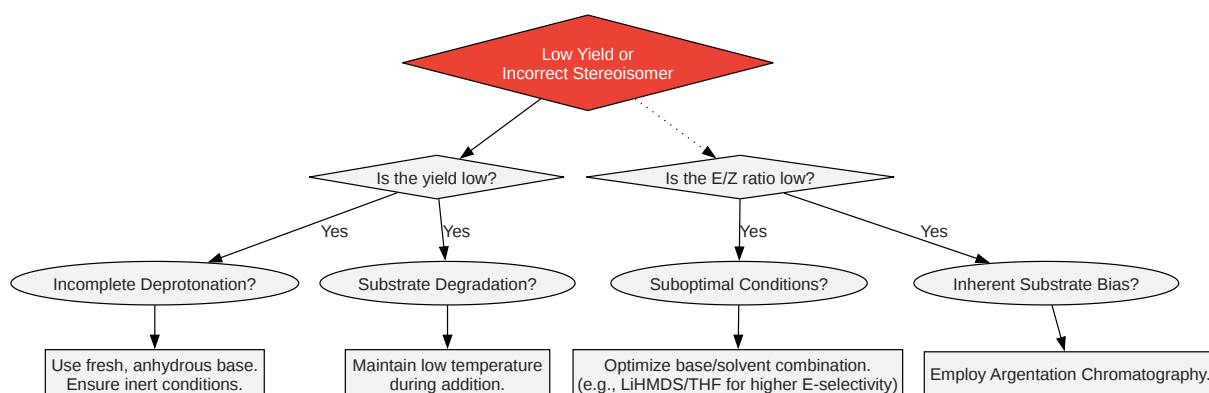 Low Yield or
Incorrect Stereoisomer
Is the yield low?
Is the E/Z ratio low?
Yes
Yes
Yes
Yes
Incomplete Deprotonation?
Substrate Degradation?
Suboptimal Conditions?
Inherent Substrate Bias?
Use fresh, anhydrous base.
Ensure inert conditions.
Maintain low temperature
during addition.
Optimize base/solvent combination.
(e.g., LiHMDS/THF for higher E-selectivity)
Employ Argentation Chromatography.